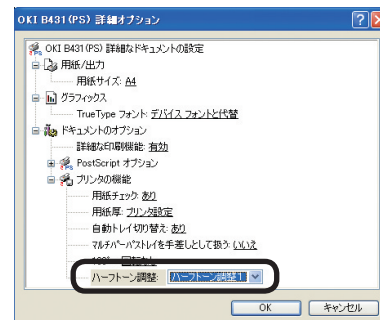 OKI B431(PS) 詳細オプション
OKI B431(PS) 詳細なドキュメントの設定
用紙/出力
用紙サイズ: A4
グラフィックス
TrueType フォント: デバイス フォントと代替
ドキュメントのオプション
詳細な印刷機能: 有効
PostScript オプション
プリンタの機能
用紙チェック: あり
用紙厚: プリンタ設定
自動トレイ切り替え: あり
マルチパーパストレイを手差しとして扱う: いいえ
ハーフトーン調整: ハーフトーン調整1
OK キャンセル